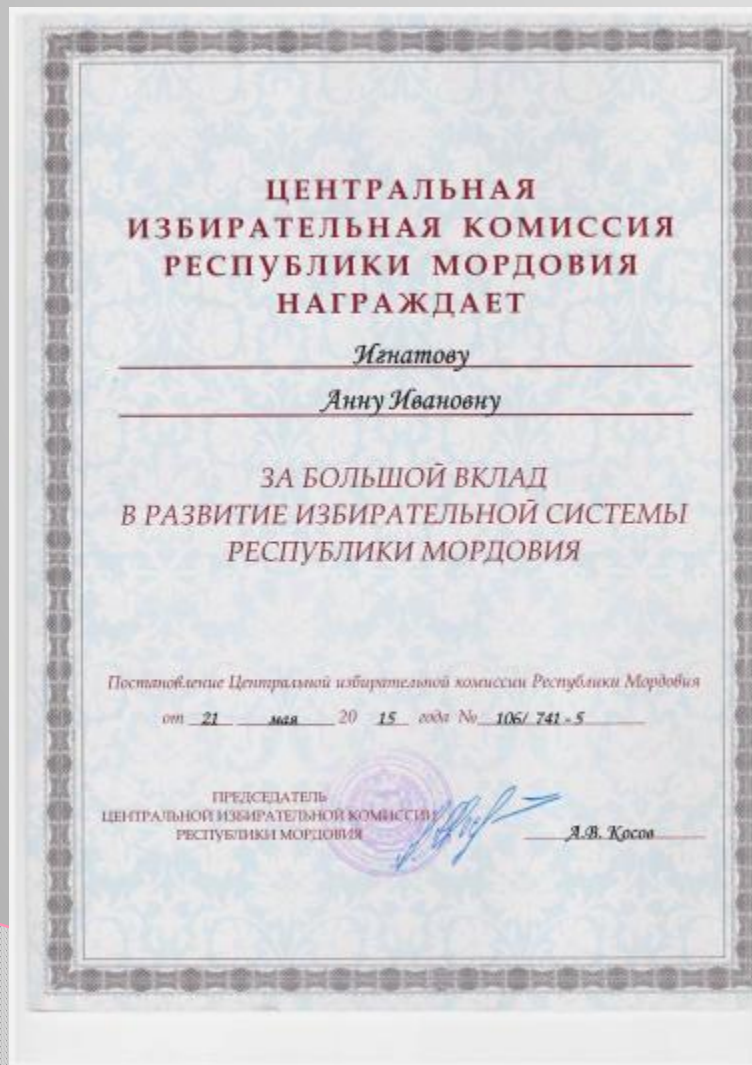 ЦЕНТРАЛЬНАЯ
ИЗБИРАТЕЛЬНАЯ КОМИССИЯ
РЕСПУБЛИКИ МОРДОВИЯ
НАГРАЖДАЕТ
Игнатову
Анну Ивановну
ЗА БОЛЬШОЙ ВКЛАД
В РАЗВИТИЕ ИЗБИРАТЕЛЬНОЙ СИСТЕМЫ
РЕСПУБЛИКИ МОРДОВИЯ
Постановление Центральной избирательной комиссии Республики Мордовия
от 21 мая 20 15 года № 106/ 741 - 5
ПРЕДСЕДАТЕЛЬ
ЦЕНТРАЛЬНОЙ ИЗБИРАТЕЛЬНОЙ КОМИССИИ
РЕСПУБЛИКИ МОРДОВИЯ
А.В. Косов